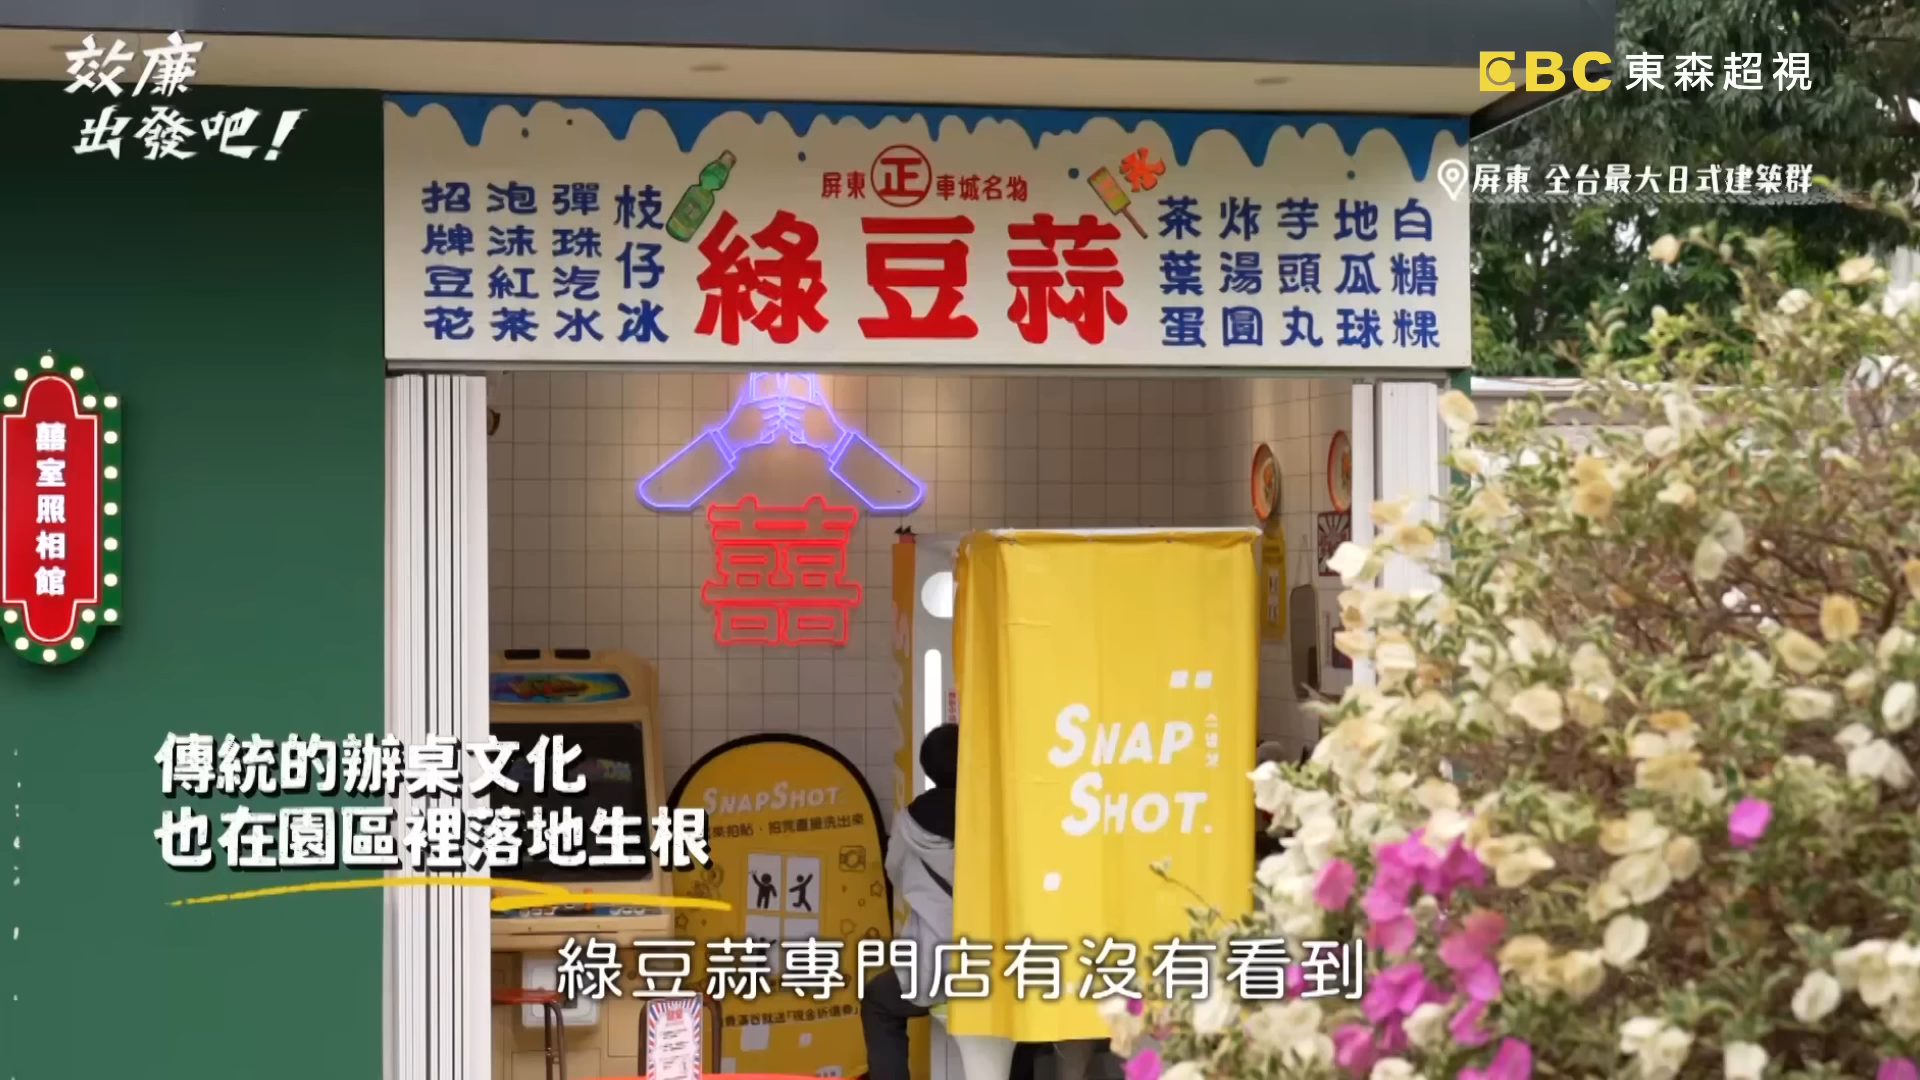 效廉
出發吧!
EBC 東森超視
屏東 全台最大日式建築群
屏東 正 車城名物
綠豆蒜
招牌豆花
泡沫紅茶
彈珠汽水
枝仔冰
氷
茶葉蛋
炸湯圓
芋頭丸
地瓜球
白糖粿
囍室照相館
囍
SNAP SHOT.
SNAPSHOT.
傳統的辦桌文化
也在園區裡落地生根
綠豆蒜專門店有沒有看到